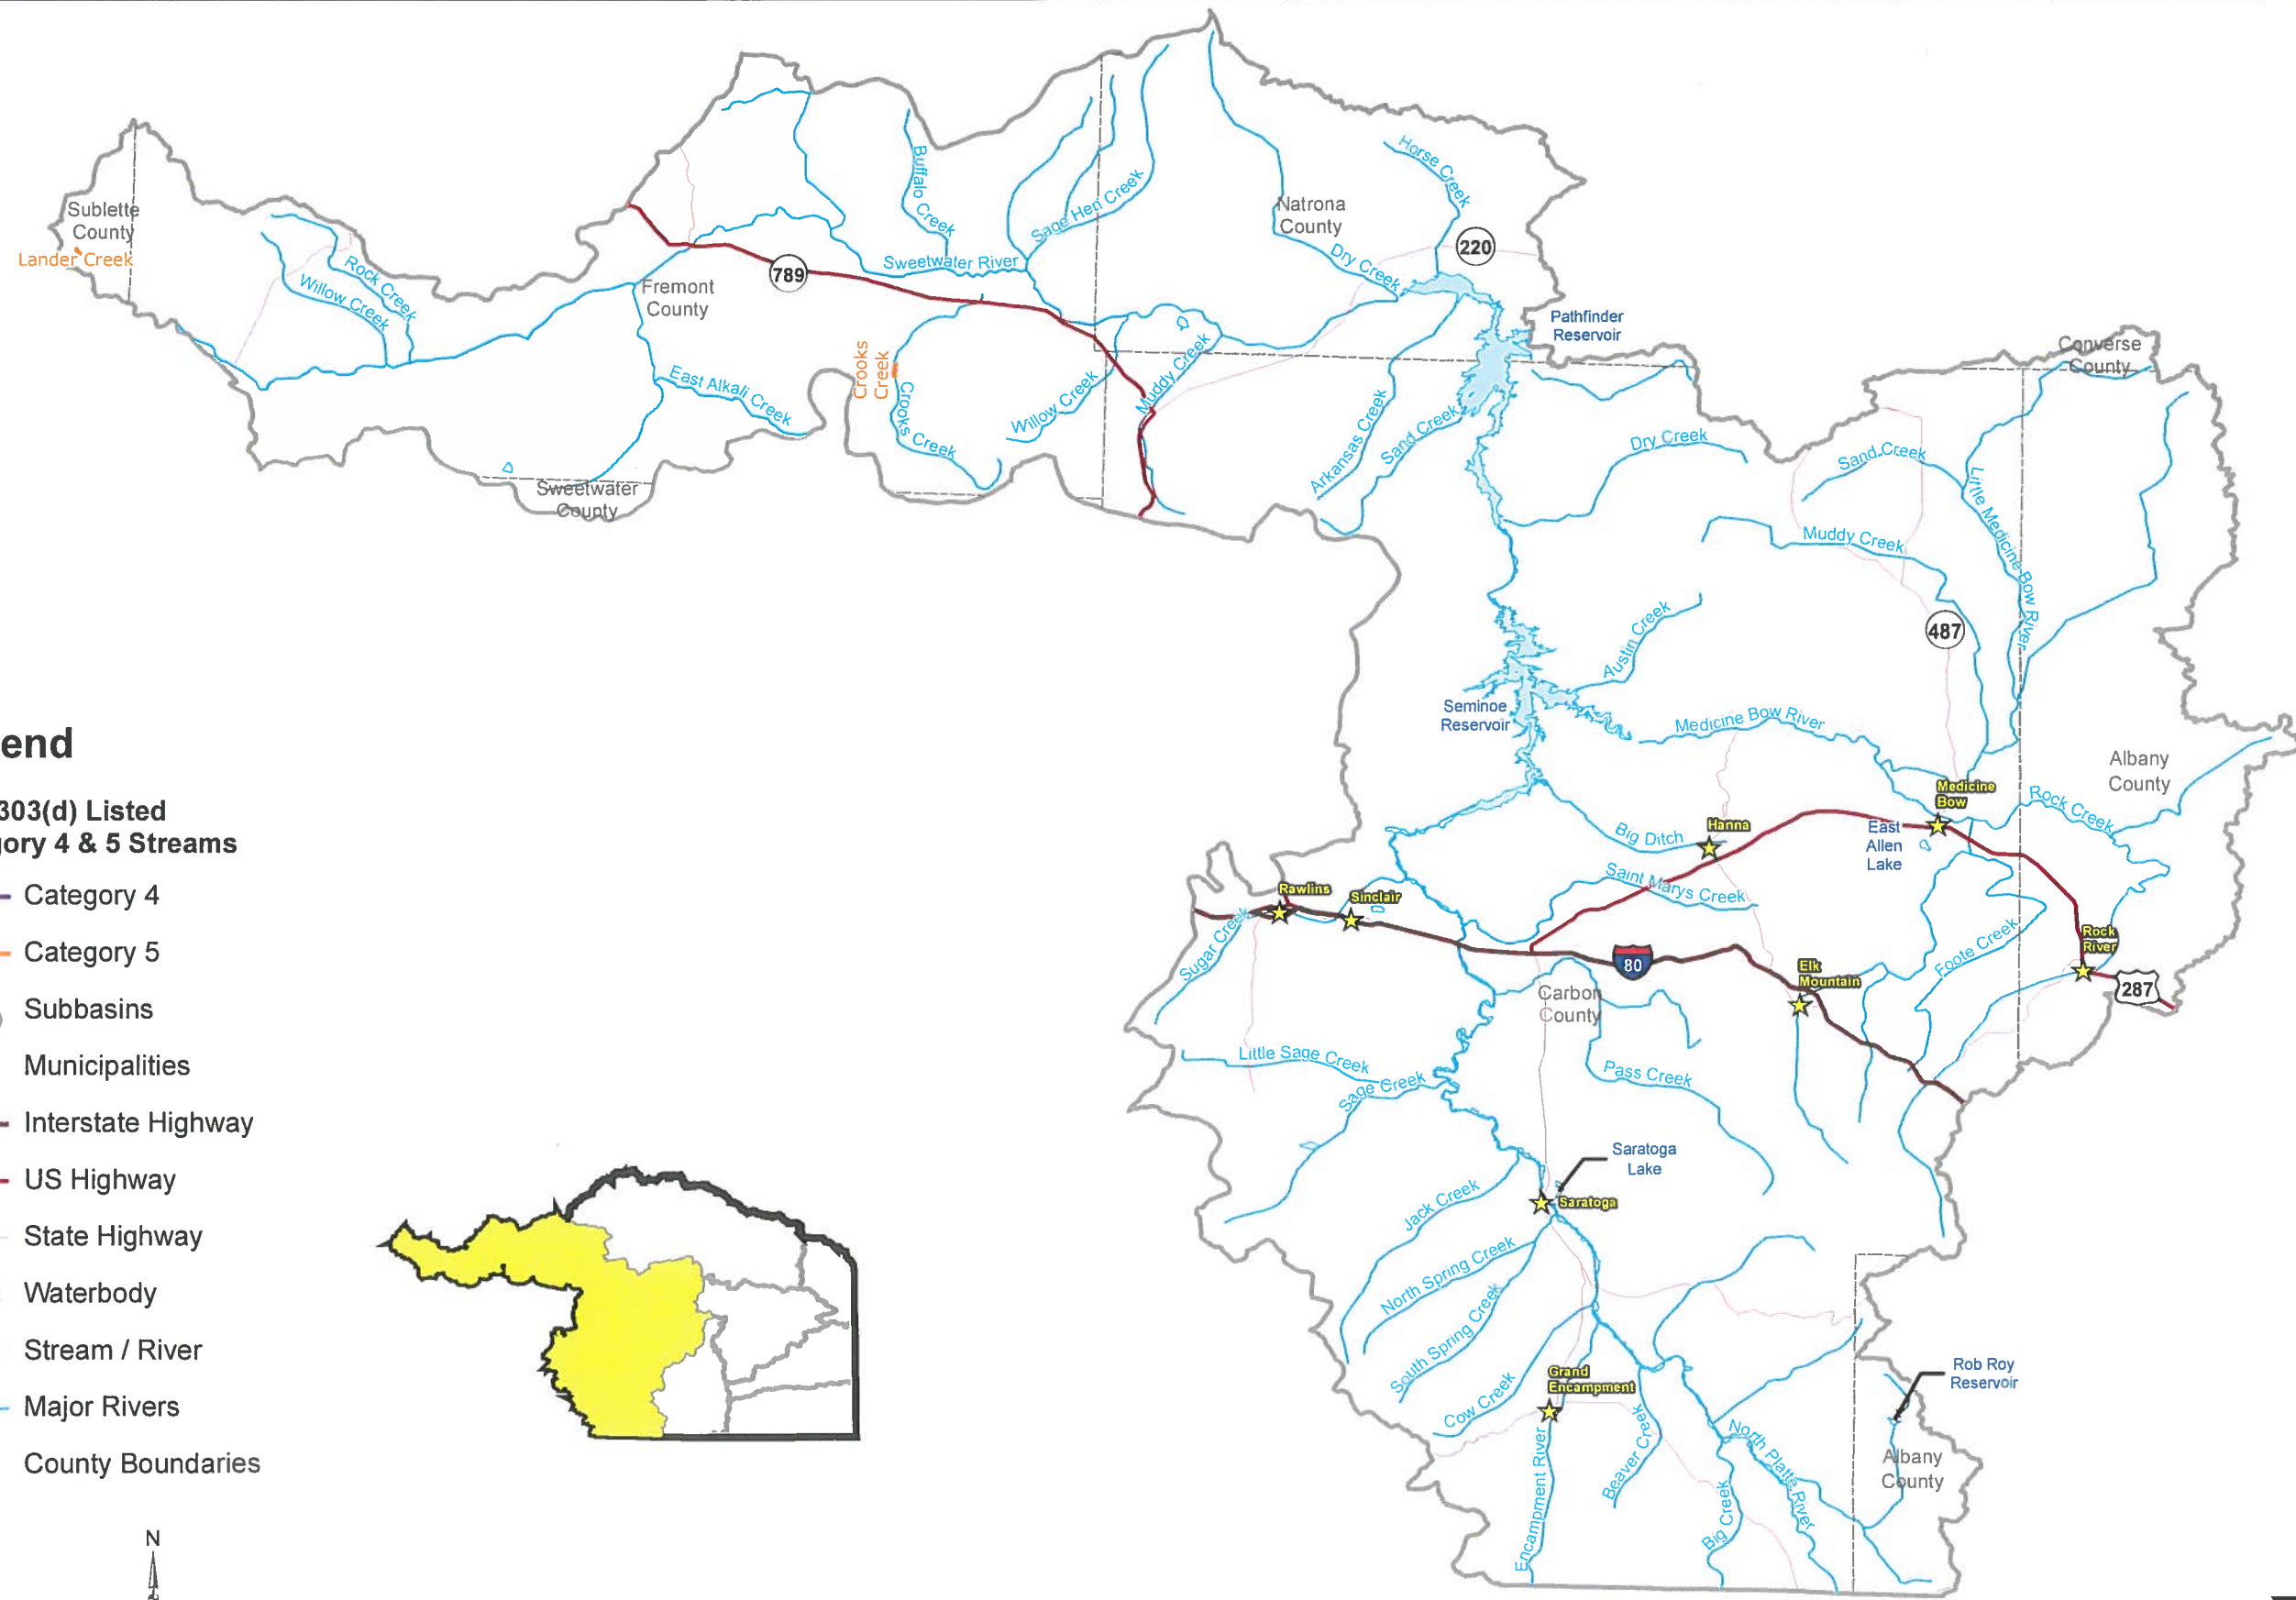 Sublette
County
Lander Creek
Rock Creek
Willow Creek
Buffalo Creek
Sage Hen Creek
Sweetwater River
789
Fremont
County
East Alkali Creek
Sweetwater
County
Crooks
Creek
Crooks Creek
Willow Creek
Muddy Creek
Natrona
County
Horse Creek
220
Dry Creek
Pathfinder
Reservoir
Arkansas Creek
Sand Creek
Converse
County
Dry Creek
Sand Creek
Little Medicine Bow River
Muddy Creek
487
Austin Creek
Seminoe
Reservoir
Medicine Bow River
Albany
County
Medicine
Bow
Rock Creek
Big Ditch
Hanna
East
Allen
Lake
Saint Marys Creek
Rawlins
Sinclair
Sugar Creek
80
Rock
River
Foote Creek
Elk
Mountain
287
Carbon
County
Little Sage Creek
Sage Creek
Pass Creek
Saratoga
Lake
Saratoga
Jack Creek
North Spring Creek
South Spring Creek
Cow Creek
Grand
Encampment
Encampment River
Beaver Creek
Big Creek
North Platte River
Rob Roy
Reservoir
Albany
County
end
303(d) Listed
gory 4 & 5 Streams
Category 4
Category 5
Subbasins
Municipalities
Interstate Highway
US Highway
State Highway
Waterbody
Stream / River
Major Rivers
County Boundaries
N